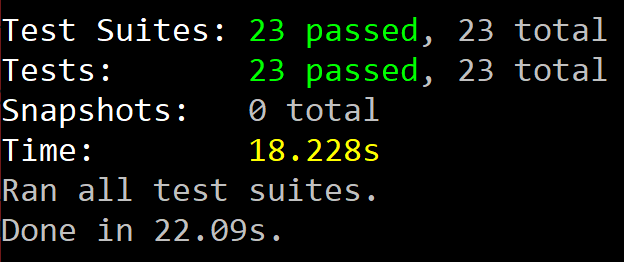 Test Suites: 23 passed, 23 total
Tests:       23 passed, 23 total
Snapshots:   0 total
Time:        18.228s
Ran all test suites.
Done in 22.09s.